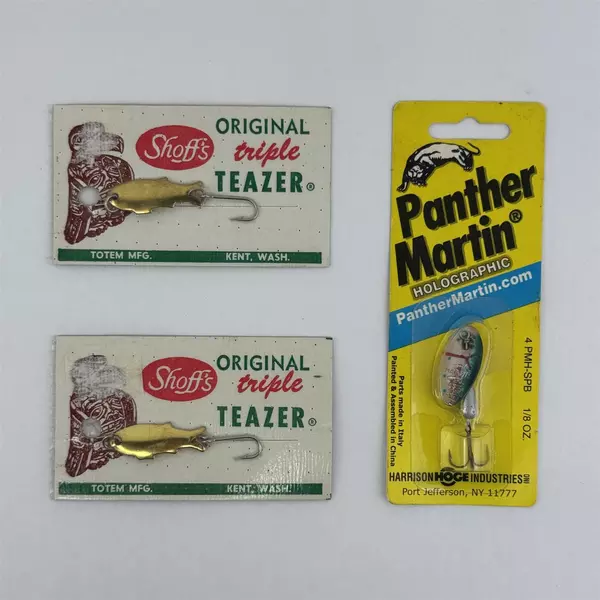 Shoff's
ORIGINAL
triple
TEAZER®
TOTEM MFG. KENT, WASH.
Shoff's
ORIGINAL
triple
TEAZER®
TOTEM MFG. KENT, WASH.
Panther
Martin®
HOLOGRAPHIC
PantherMartin.com
4 PMH-SPB 1/8 OZ.
Parts made in Italy
Painted & Assembled in China
HARRISON HOGE INDUSTRIES INC
Port Jefferson, NY 11777